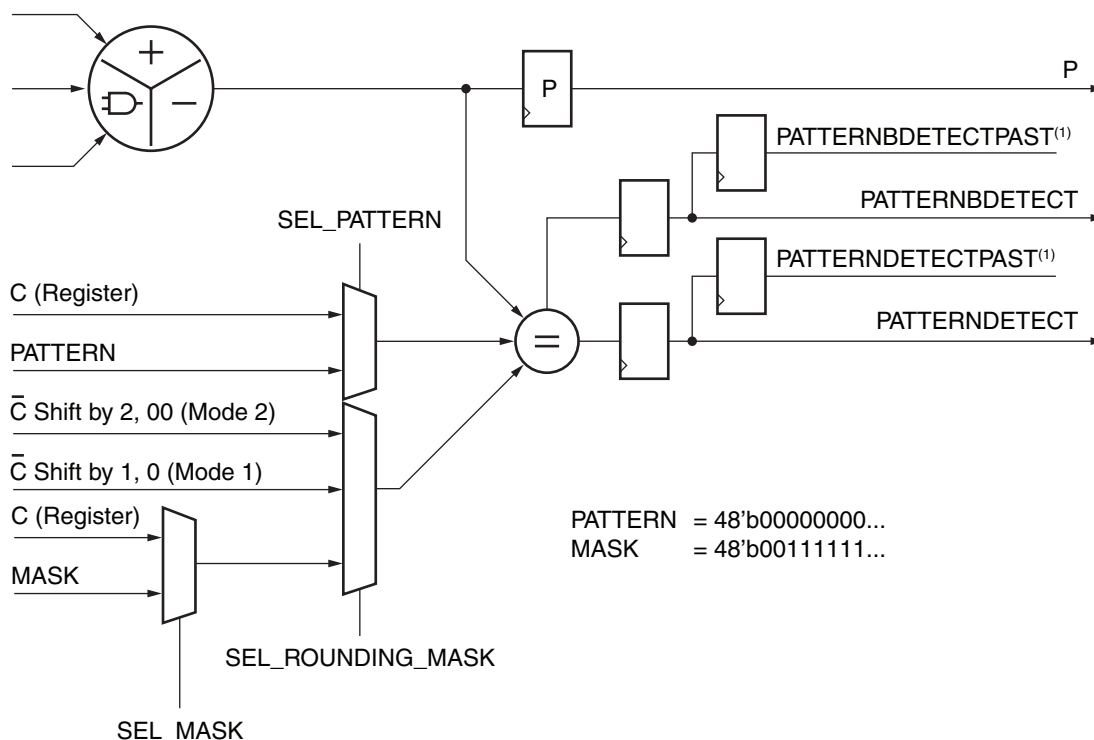 +
−
P
P
PATTERNBDETECTPAST(1)
PATTERNBDETECT
SEL_PATTERN
PATTERNDETECTPAST(1)
C (Register)
PATTERNDETECT
=
PATTERN
C̄ Shift by 2, 00 (Mode 2)
C̄ Shift by 1, 0 (Mode 1)
C (Register)
PATTERN = 48'b00000000...
MASK = 48'b00111111...
MASK
SEL_ROUNDING_MASK
SEL_MASK